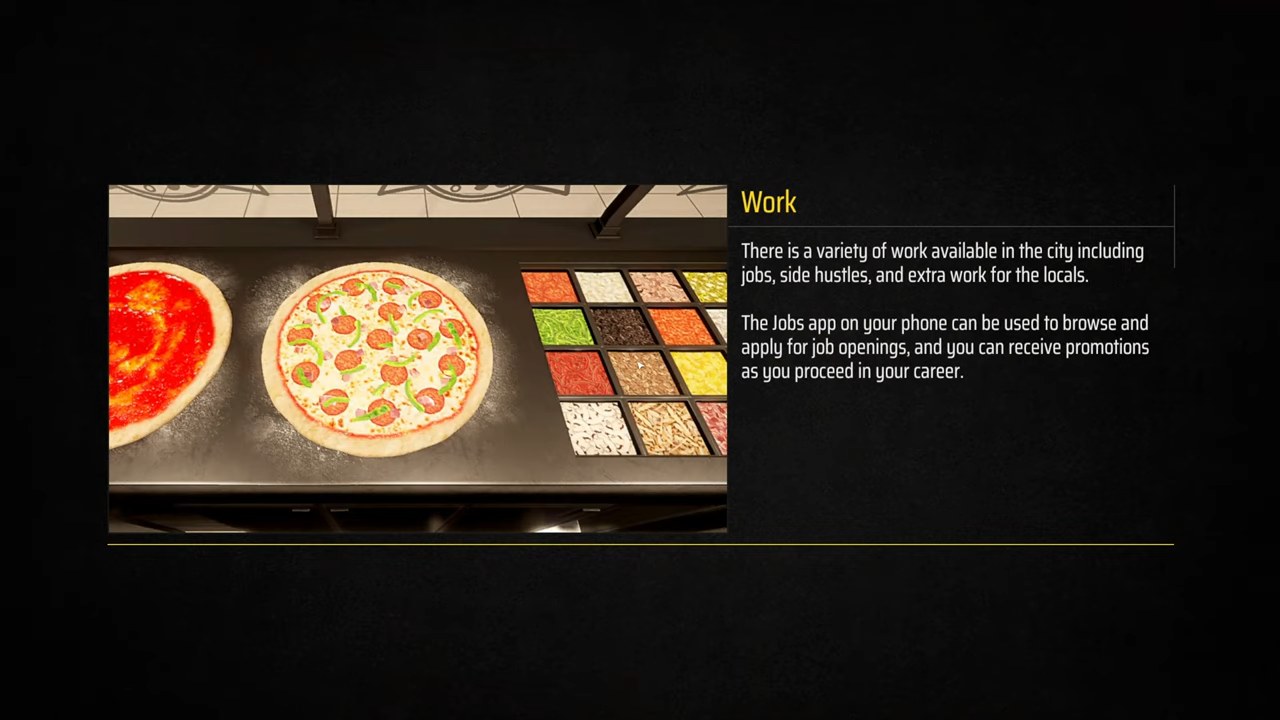 Work
There is a variety of work available in the city including
jobs, side hustles, and extra work for the locals.
The Jobs app on your phone can be used to browse and
apply for job openings, and you can receive promotions
as you proceed in your career.